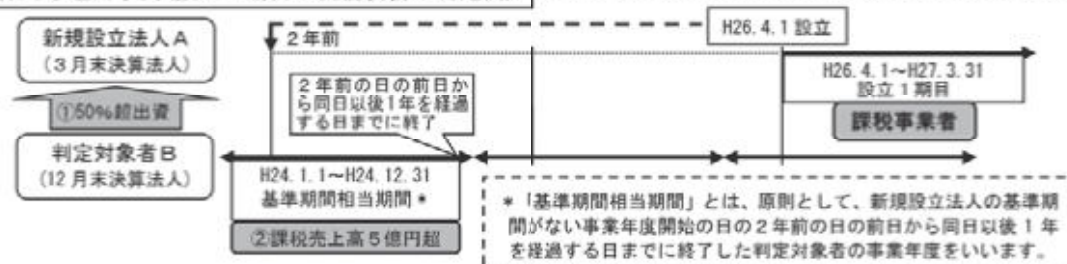 H26.4.1 設立
2年前
新規設立法人A
(3月末決算法人)
①50%超出資
判定対象者B
(12月末決算法人)
2年前の日の前日か
ら同日以後1年を経過
する日までに終了
H26.4.1～H27.3.31
設立1期目
課税事業者
H24.1.1～H24.12.31
基準期間相当期間＊
②課税売上高5億円超
＊「基準期間相当期間」とは、原則として、新規設立法人の基準期
間がない事業年度開始の日の2年前の日の前日から同日以後1年
を経過する日までに終了した判定対象者の事業年度をいいます。